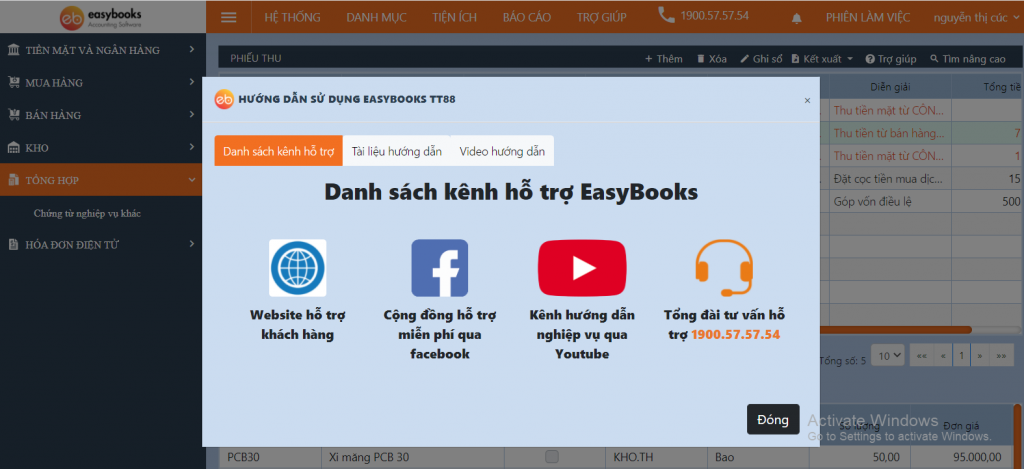 easybooks
Accounting Software
HỆ THỐNG DANH MỤC TIỆN ÍCH BÁO CÁO TRỢ GIÚP 1900.57.57.54 PHIÊN LÀM VIỆC nguyễn thị cúc
TIỀN MẶT VÀ NGÂN HÀNG
MUA HÀNG
BÁN HÀNG
KHO
TỔNG HỢP
Chứng từ nghiệp vụ khác
HÓA ĐƠN ĐIỆN TỬ
PHIẾU THU + Thêm Xóa Ghi sổ Kết xuất Trợ giúp Tìm nâng cao
Diễn giải Tổng tiề
Thu tiền mặt từ CÔN...
Thu tiền từ bán hàng... 7
Thu tiền mặt từ CÔN... 1
Đặt cọc tiền mua dịc... 15
Góp vốn điều lệ 500
eb HƯỚNG DẪN SỬ DỤNG EASYBOOKS TT88 ×
Danh sách kênh hỗ trợ Tài liệu hướng dẫn Video hướng dẫn
Danh sách kênh hỗ trợ EasyBooks
Website hỗ trợ
khách hàng
Cộng đồng hỗ trợ
miễn phí qua
facebook
Kênh hướng dẫn
nghiệp vụ qua
Youtube
Tổng đài tư vấn hỗ
trợ 1900.57.57.54
Đóng
Tổng số: 5 10 «« « 1 » »»
Activate Windows
Go to Settings to activate Windows.
Số lượng Đơn giá
PCB30 Xi măng PCB 30 KHO.TH Bao 50,00 95.000,00